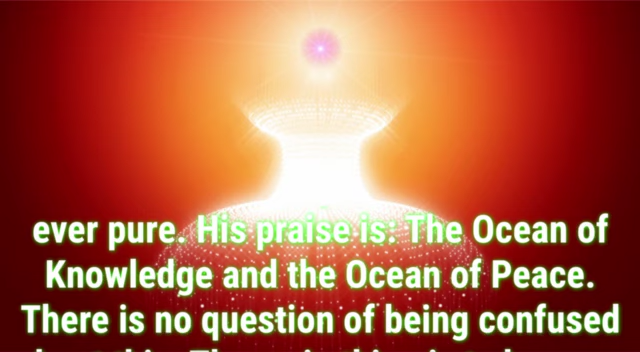 ever pure. His praise is: The Ocean of
Knowledge and the Ocean of Peace.
There is no question of being confused